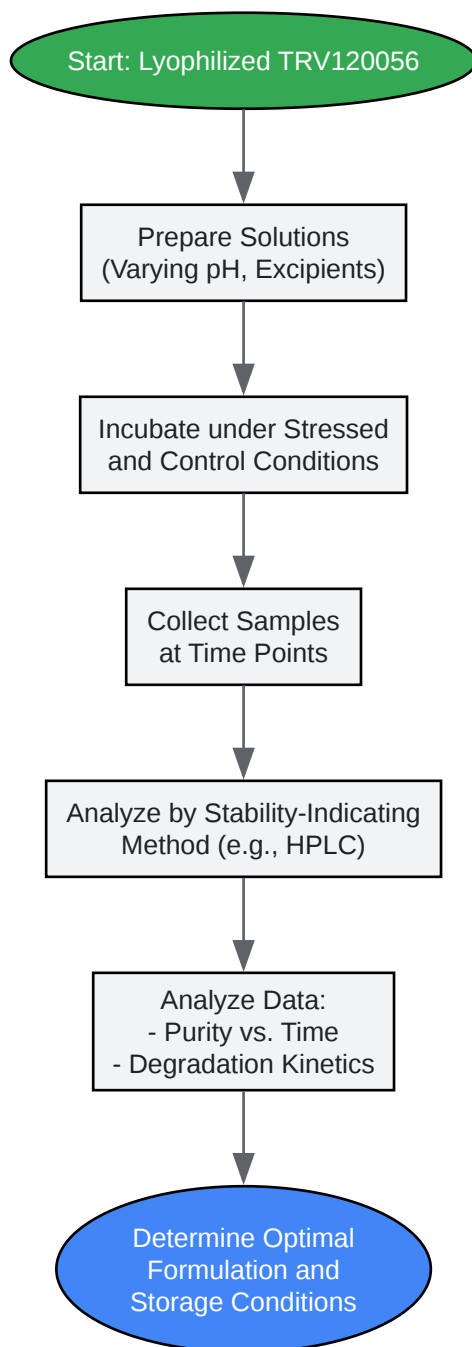 Start: Lyophilized TRV120056
Prepare Solutions
(Varying pH, Excipients)
Incubate under Stressed
and Control Conditions
Collect Samples
at Time Points
Analyze by Stability-Indicating
Method (e.g., HPLC)
Analyze Data:
- Purity vs. Time
- Degradation Kinetics
Determine Optimal
Formulation and
Storage Conditions